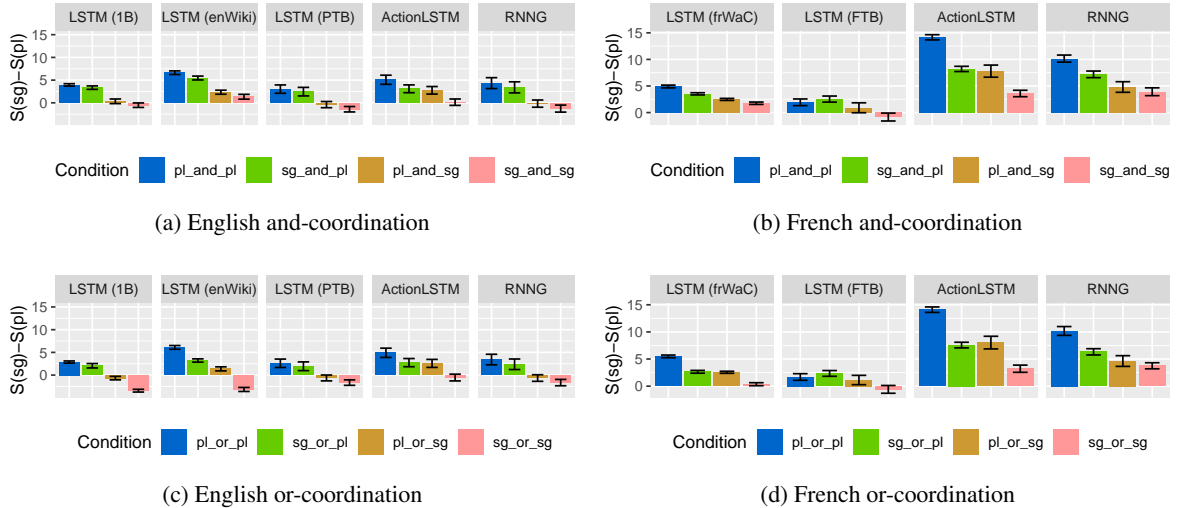 LSTM (1B) LSTM (enWiki) LSTM (PTB) ActionLSTM RNNG
S(sg)−S(pl)
15
10
5
0
Condition pl_and_pl sg_and_pl pl_and_sg sg_and_sg
(a) English and-coordination
LSTM (frWaC) LSTM (FTB) ActionLSTM RNNG
S(sg)−S(pl)
15
10
5
0
Condition pl_and_pl sg_and_pl pl_and_sg sg_and_sg
(b) French and-coordination
LSTM (1B) LSTM (enWiki) LSTM (PTB) ActionLSTM RNNG
S(sg)−S(pl)
15
10
5
0
Condition pl_or_pl sg_or_pl pl_or_sg sg_or_sg
(c) English or-coordination
LSTM (frWaC) LSTM (FTB) ActionLSTM RNNG
S(sg)−S(pl)
15
10
5
0
Condition pl_or_pl sg_or_pl pl_or_sg sg_or_sg
(d) French or-coordination